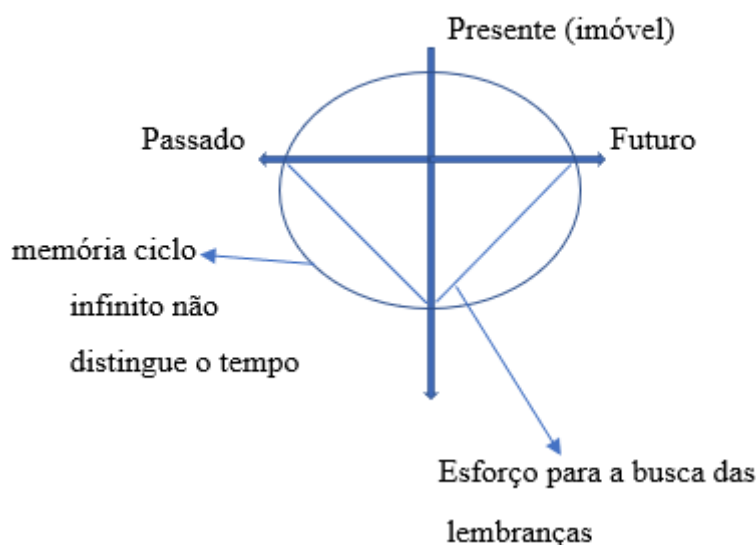 Presente (imóvel)
Passado
Futuro
memória ciclo
infinito não
distingue o tempo
Esforço para a busca das
lembranças